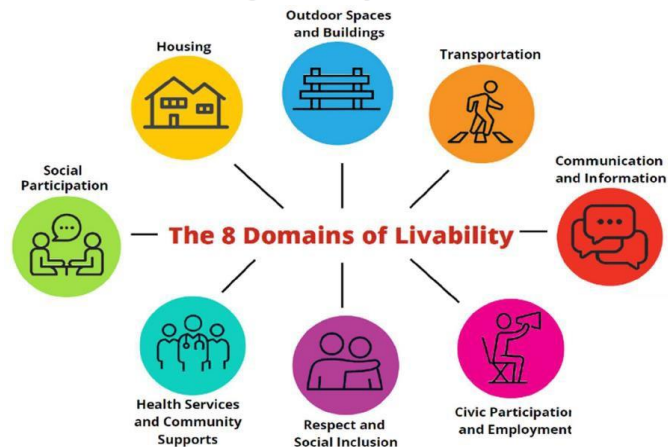 Outdoor Spaces
and Buildings
Housing
Transportation
Social
Participation
Communication
and Information
The 8 Domains of Livability
Health Services
and Community
Supports
Respect and
Social Inclusion
Civic Participation
and Employment